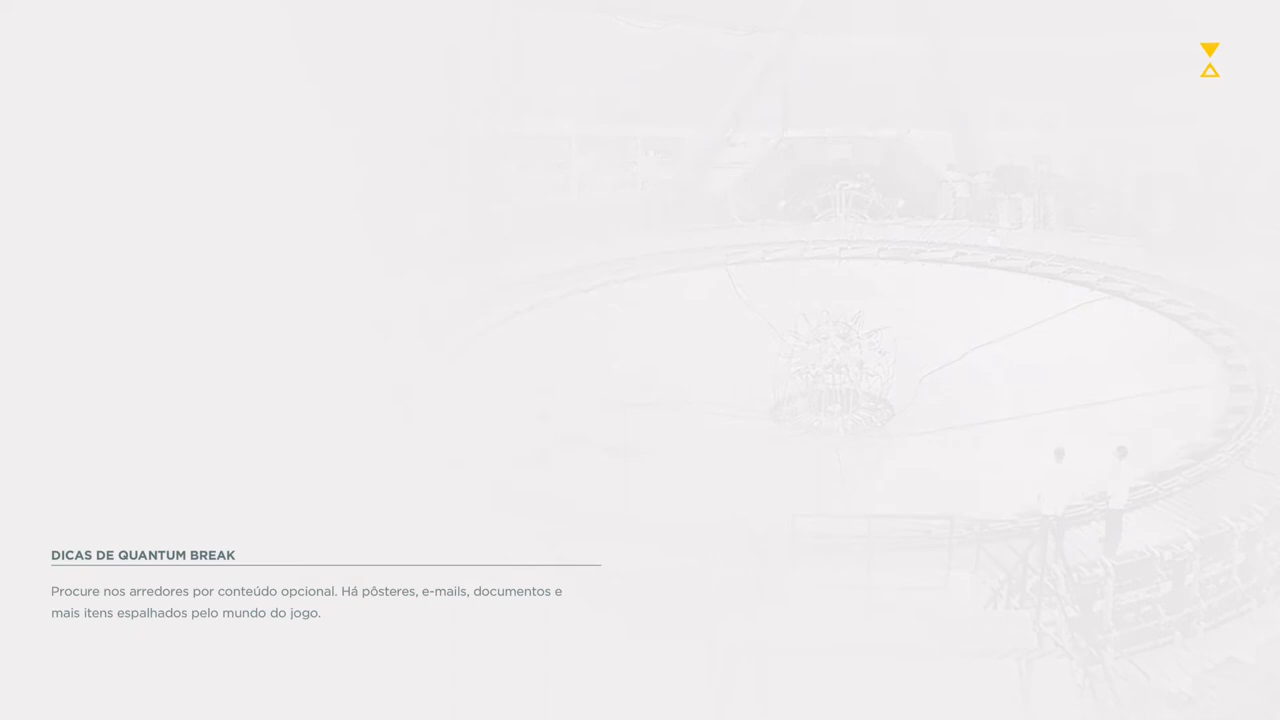 DICAS DE QUANTUM BREAK
Procure nos arredores por conteúdo opcional. Há pôsteres, e-mails, documentos e
mais itens espalhados pelo mundo do jogo.